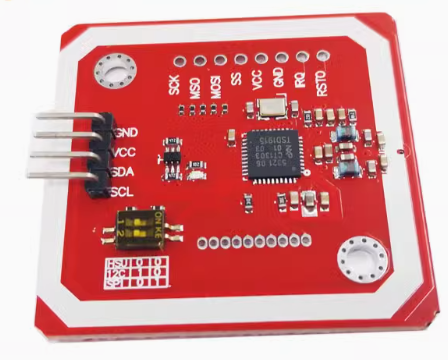 SCK MSO MOSI SS VCC GND IRQ RSTO
GND
VCC
SDA
SCL
ON KE
1 2
HSU 0 0
I2C 1 0
SPI 0 1